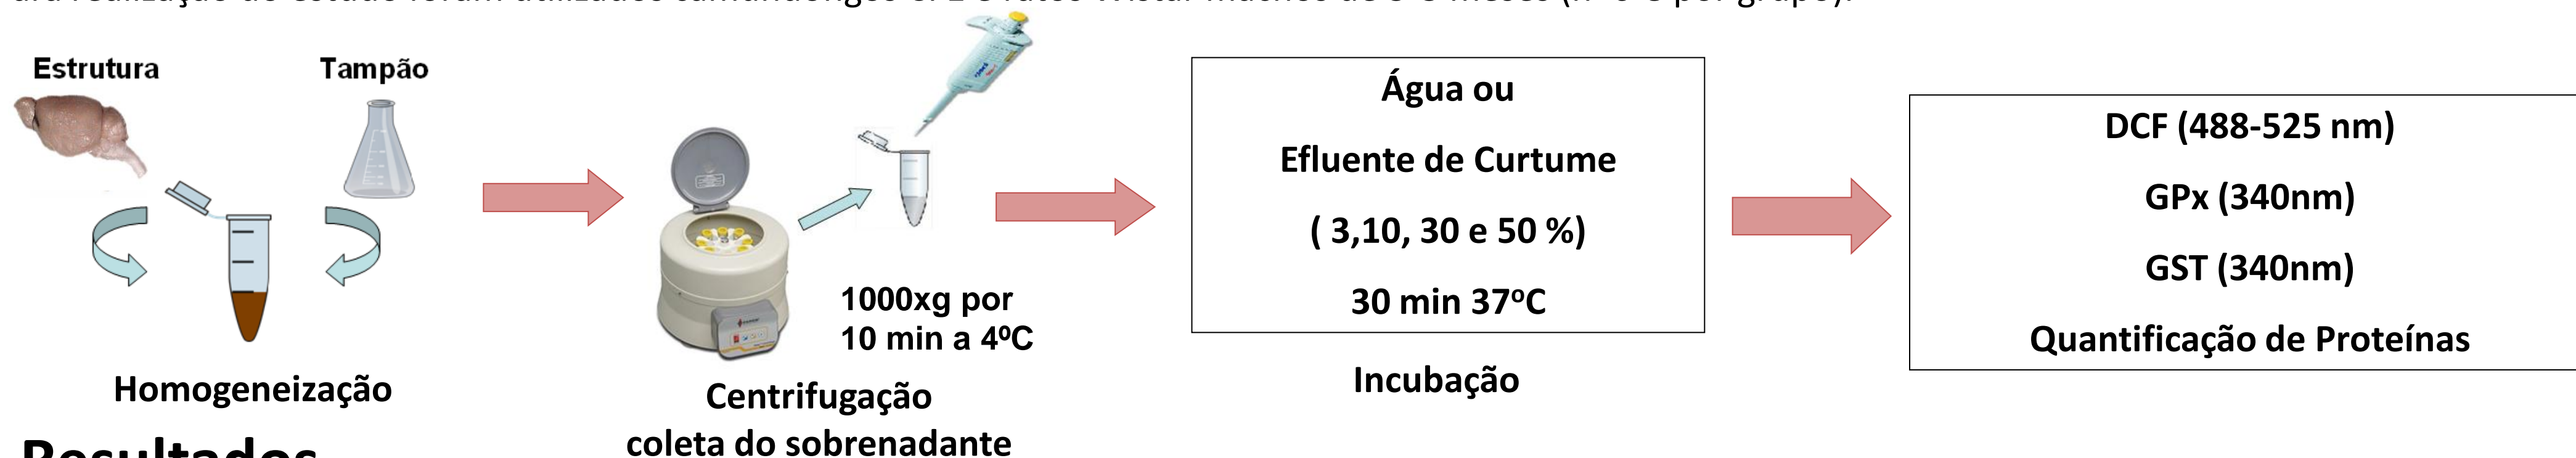 Estrutura
Tampão
Homogeneização
1000xg por
10 min a 4ºC
Centrifugação
coleta do sobrenadante
Água ou
Efluente de Curtume
( 3,10, 30 e 50 %)
30 min 37ºC
Incubação
DCF (488-525 nm)
GPx (340nm)
GST (340nm)
Quantificação de Proteínas
Resultados